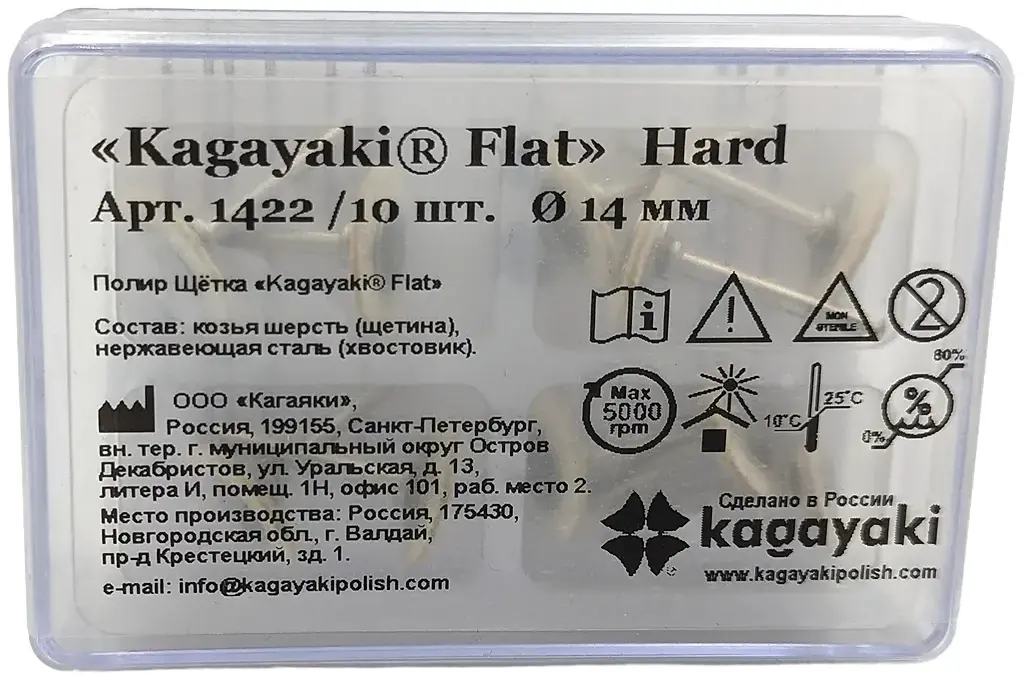 «Kagayaki® Flat» Hard
Арт. 1422 /10 шт. Ø 14 мм
Полир Щётка «Kagayaki® Flat»
Состав: козья шерсть (щетина),
нержавеющая сталь (хвостовик).
NON
STERILE
2
ООО «Кагаяки»,
Россия, 199155, Санкт-Петербург,
вн. тер. г. муниципальный округ Остров
Декабристов, ул. Уральская, д. 13,
литера И, помещ. 1Н, офис 101, раб. место 2.
Место производства: Россия, 175430,
Новгородская обл., г. Валдай,
пр-д Крестецкий, зд. 1.
e-mail: info@kagayakipolish.com
Max
5000
rpm
10°C
25°C
0%
%
80%
Сделано в России
kagayaki
www.kagayakipolish.com